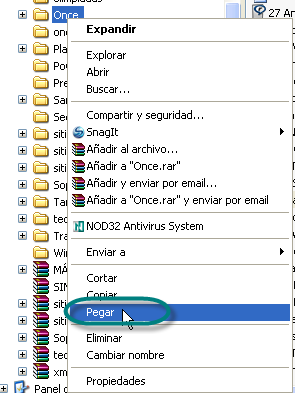 Once
27 An
Expandir
Explorar
Abrir
Buscar...
Compartir y seguridad...
SnagIt
Añadir al archivo...
Añadir a "Once.rar"
Añadir y enviar por email...
Añadir a "Once.rar" y enviar por email
NOD32 Antivirus System
Enviar a
Cortar
Copiar
Pegar
Eliminar
Cambiar nombre
Propiedades
Panel d